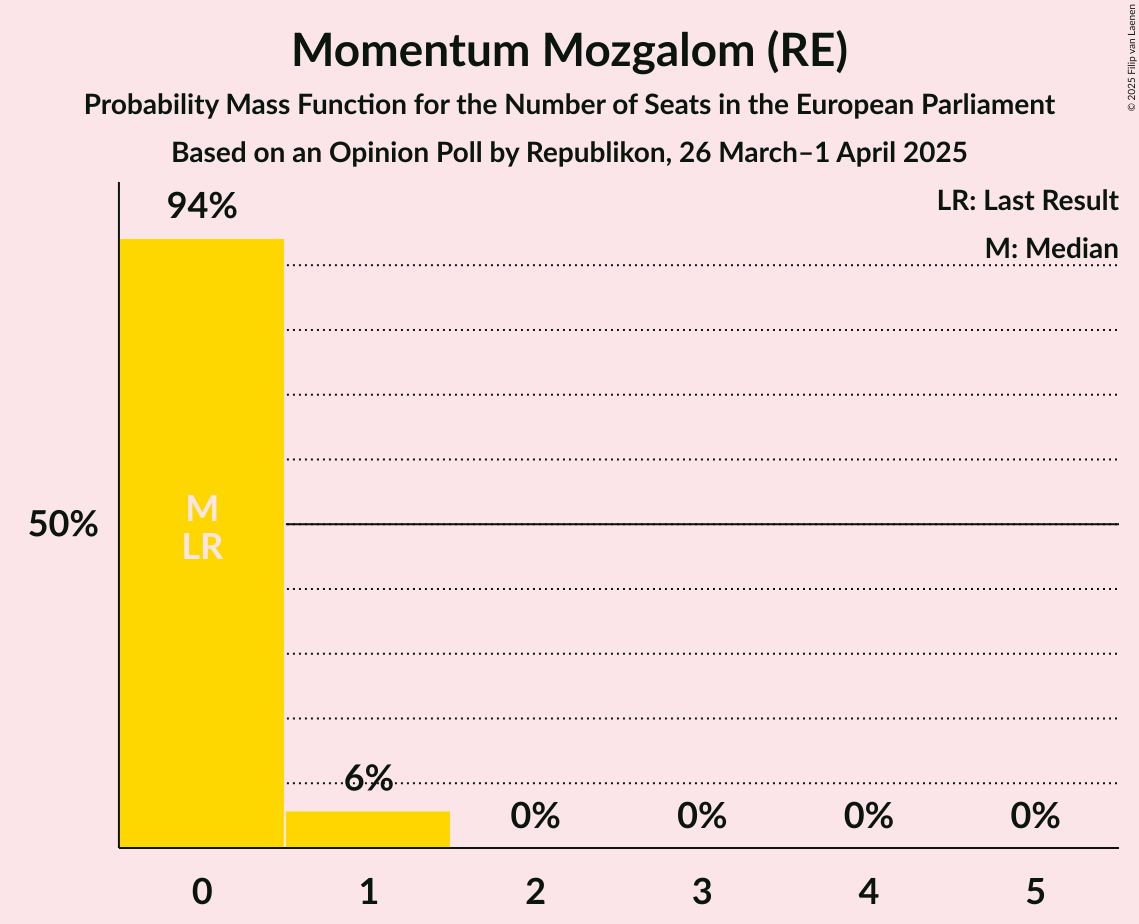 Momentum Mozgalom (RE)
Probability Mass Function for the Number of Seats in the European Parliament
Based on an Opinion Poll by Republikon, 26 March–1 April 2025
© 2025 Filip van Laenen
LR: Last Result
M: Median
94%
M
LR
50%
6%
0%
0%
0%
0%
0
1
2
3
4
5